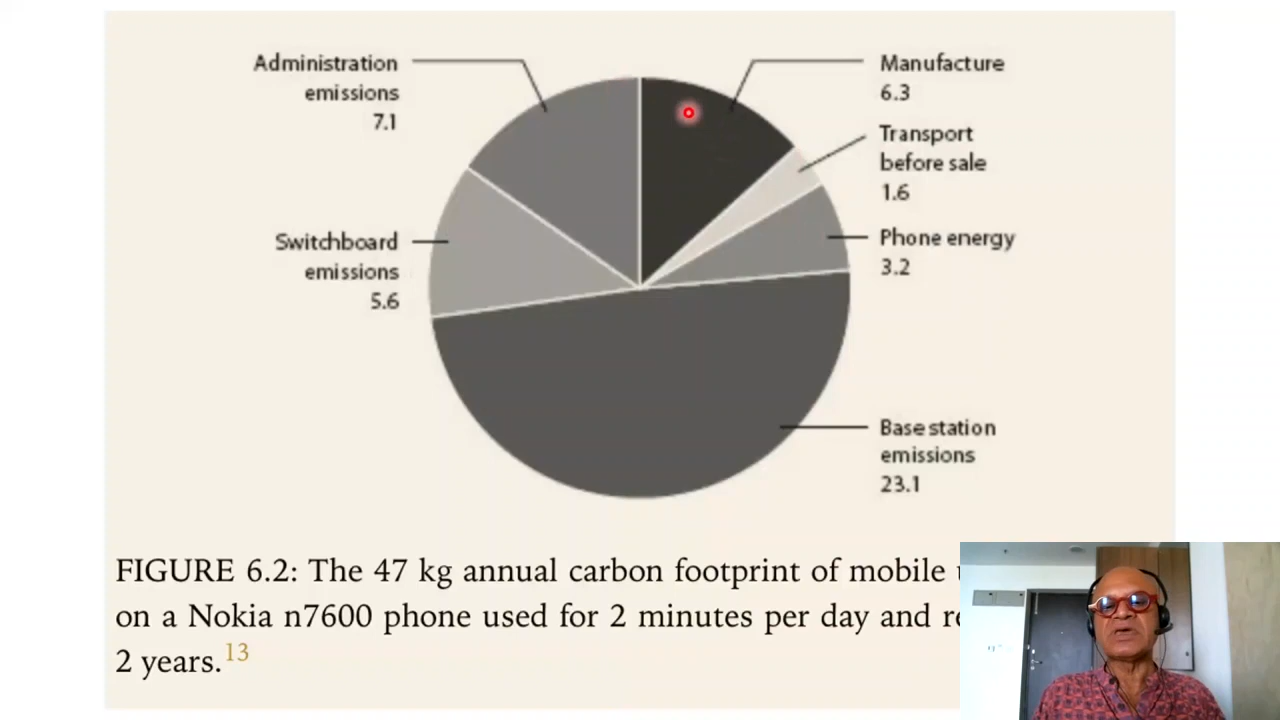 Administration
emissions
7.1
Manufacture
6.3
Transport
before sale
1.6
Switchboard
emissions
5.6
Phone energy
3.2
Base station
emissions
23.1
FIGURE 6.2: The 47 kg annual carbon footprint of mobile
on a Nokia n7600 phone used for 2 minutes per day and
2 years.13